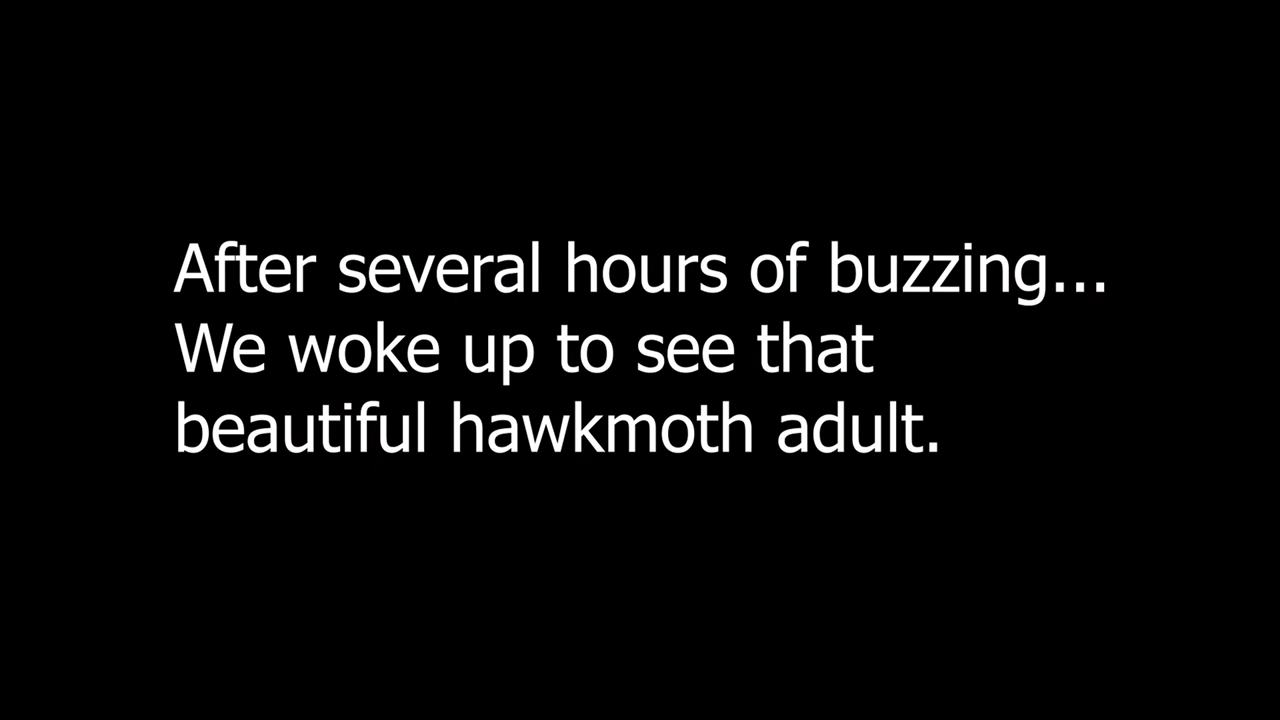 After several hours of buzzing...
We woke up to see that
beautiful hawkmoth adult.